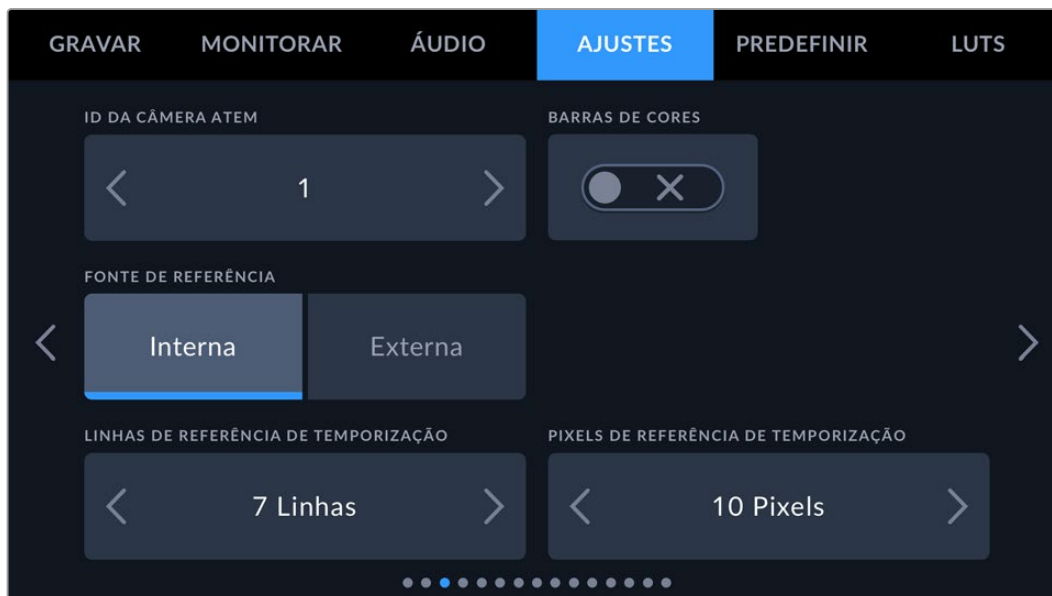 GRAVAR MONITORAR ÁUDIO AJUSTES PREDEFINIR LUTS
ID DA CÂMERA ATEM BARRAS DE CORES
1
FONTE DE REFERÊNCIA
Interna Externa
LINHAS DE REFERÊNCIA DE TEMPORIZAÇÃO PIXELS DE REFERÊNCIA DE TEMPORIZAÇÃO
7 Linhas 10 Pixels